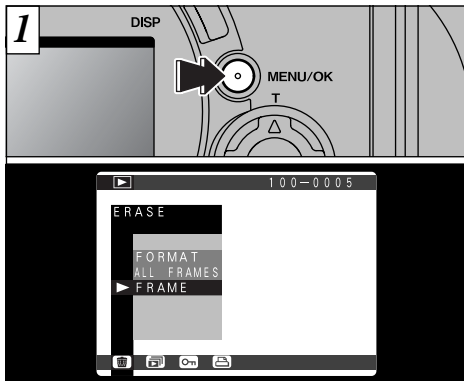 1
DISP
MENU/OK
T
100-0005
ERASE
FORMAT
ALL FRAMES
FRAME